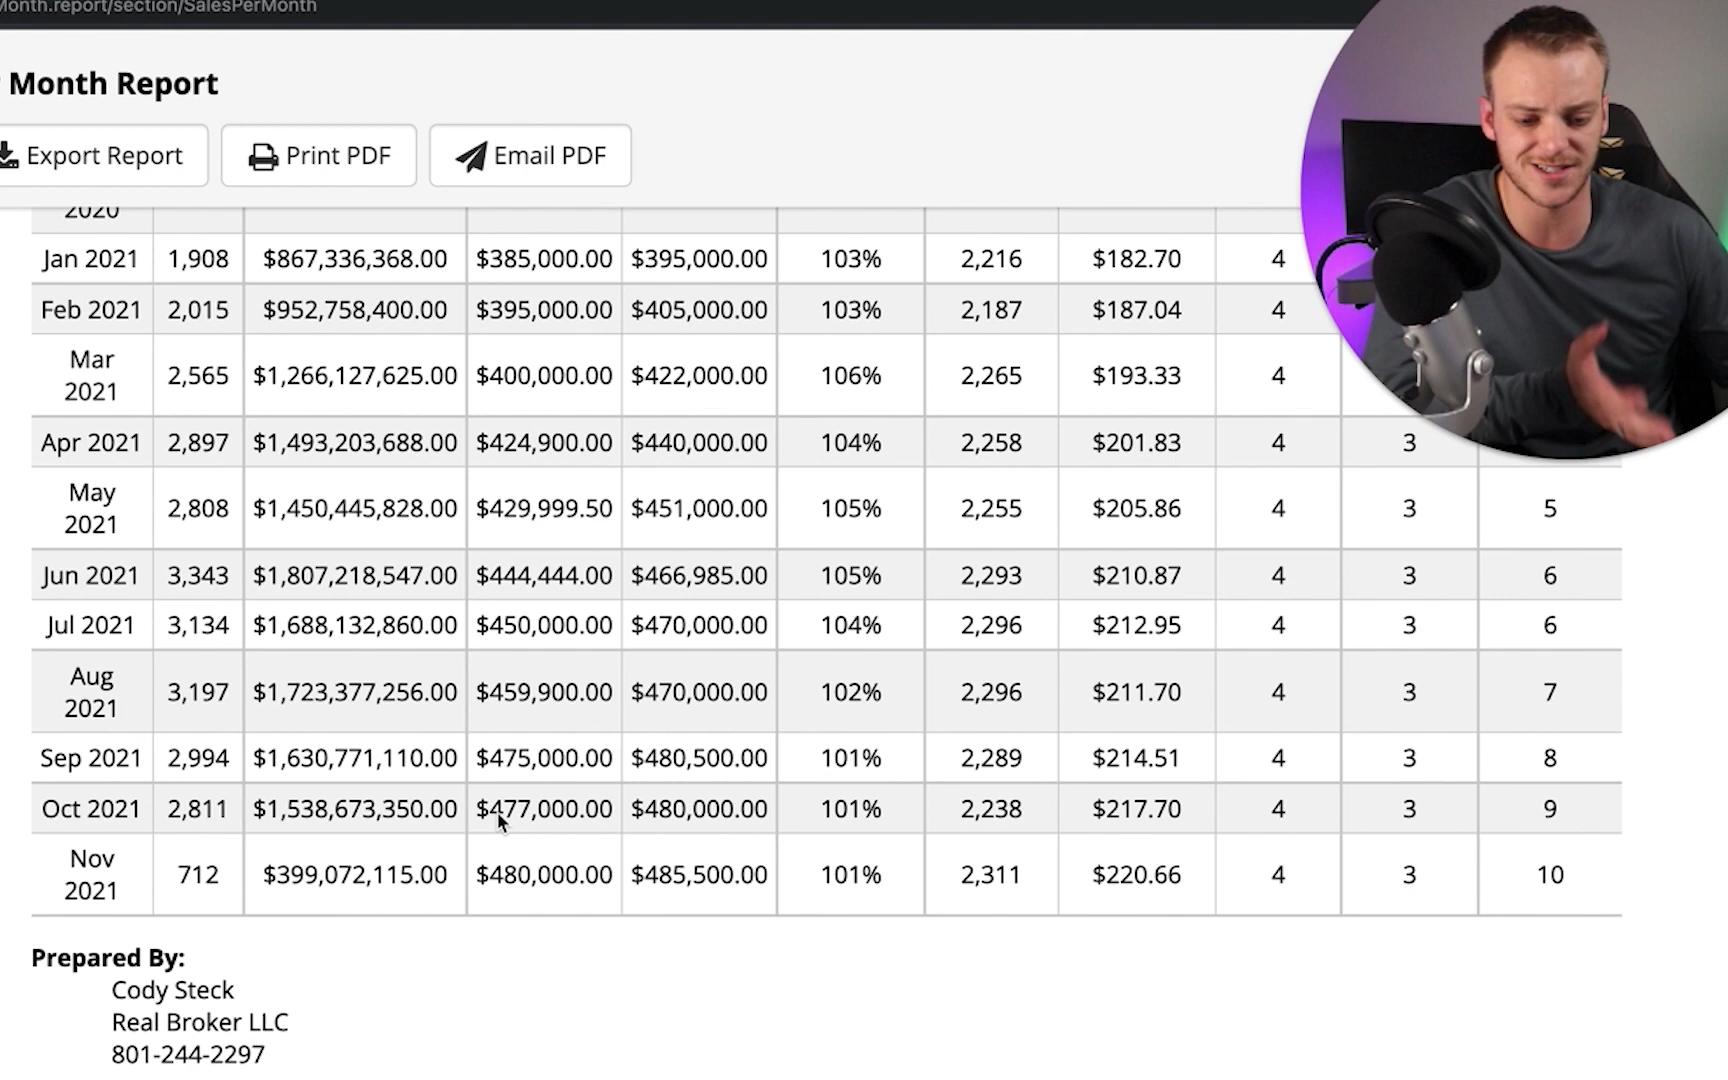 Month.report/section/SalesPerMonth
Month Report
Export Report Print PDF Email PDF
2020
Jan 2021 1,908 $867,336,368.00 $385,000.00 $395,000.00 103% 2,216 $182.70 4
Feb 2021 2,015 $952,758,400.00 $395,000.00 $405,000.00 103% 2,187 $187.04 4
Mar
2021 2,565 $1,266,127,625.00 $400,000.00 $422,000.00 106% 2,265 $193.33 4
Apr 2021 2,897 $1,493,203,688.00 $424,900.00 $440,000.00 104% 2,258 $201.83 4 3
May
2021 2,808 $1,450,445,828.00 $429,999.50 $451,000.00 105% 2,255 $205.86 4 3 5
Jun 2021 3,343 $1,807,218,547.00 $444,444.00 $466,985.00 105% 2,293 $210.87 4 3 6
Jul 2021 3,134 $1,688,132,860.00 $450,000.00 $470,000.00 104% 2,296 $212.95 4 3 6
Aug
2021 3,197 $1,723,377,256.00 $459,900.00 $470,000.00 102% 2,296 $211.70 4 3 7
Sep 2021 2,994 $1,630,771,110.00 $475,000.00 $480,500.00 101% 2,289 $214.51 4 3 8
Oct 2021 2,811 $1,538,673,350.00 $477,000.00 $480,000.00 101% 2,238 $217.70 4 3 9
Nov
2021 712 $399,072,115.00 $480,000.00 $485,500.00 101% 2,311 $220.66 4 3 10
Prepared By:
Cody Steck
Real Broker LLC
801-244-2297